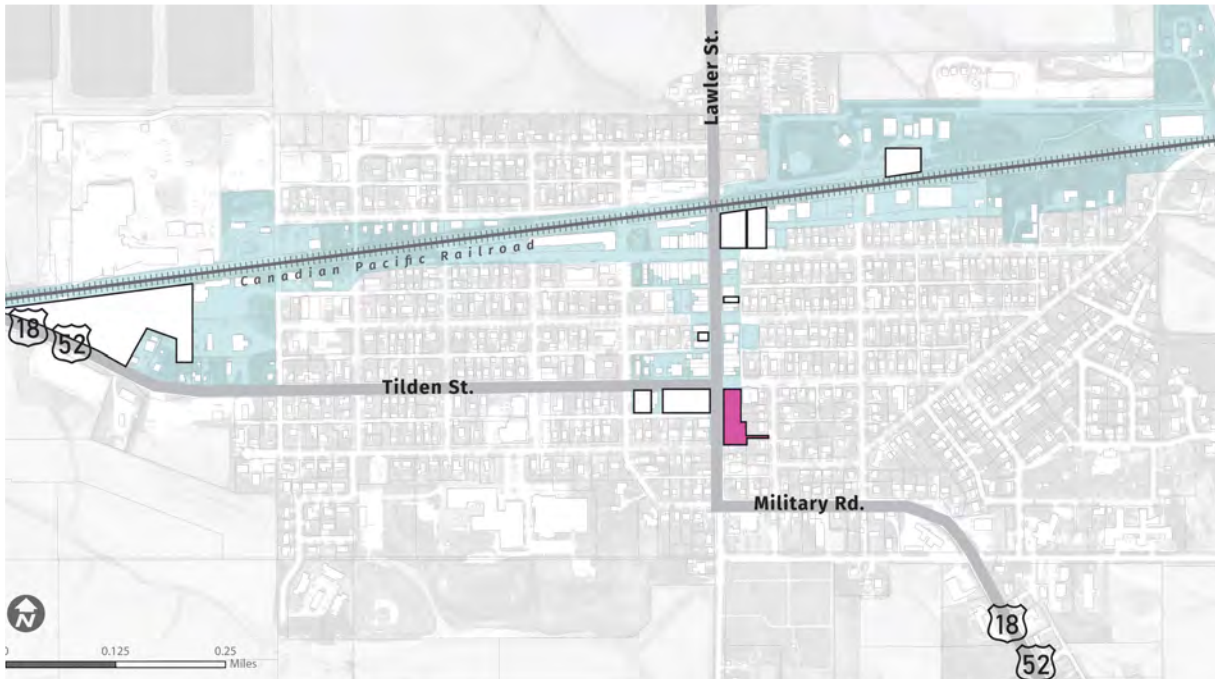 Lawler St.
Canadian Pacific Railroad
18
52
Tilden St.
Military Rd.
N
0 0.125 0.25
Miles
18
52